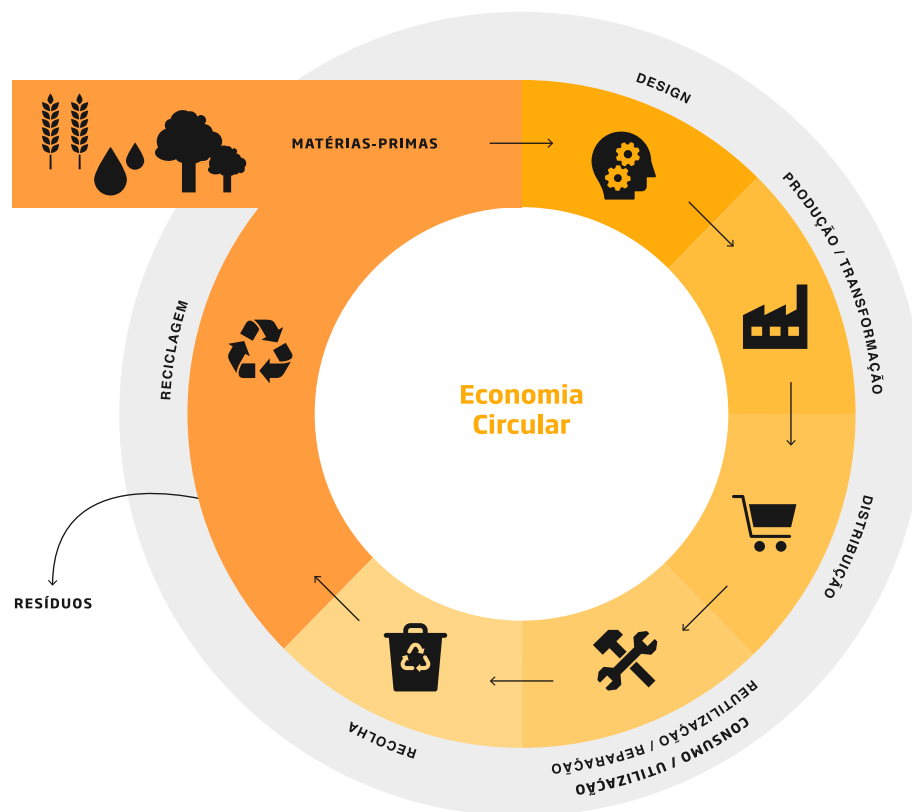 DESIGN
MATÉRIAS-PRIMAS
PRODUÇÃO / TRANSFORMAÇÃO
RECICLAGEM
Economia
Circular
DISTRIBUIÇÃO
RESÍDUOS
REUTILIZAÇÃO / REPARAÇÃO
CONSUMO / UTILIZAÇÃO
RECOLHA